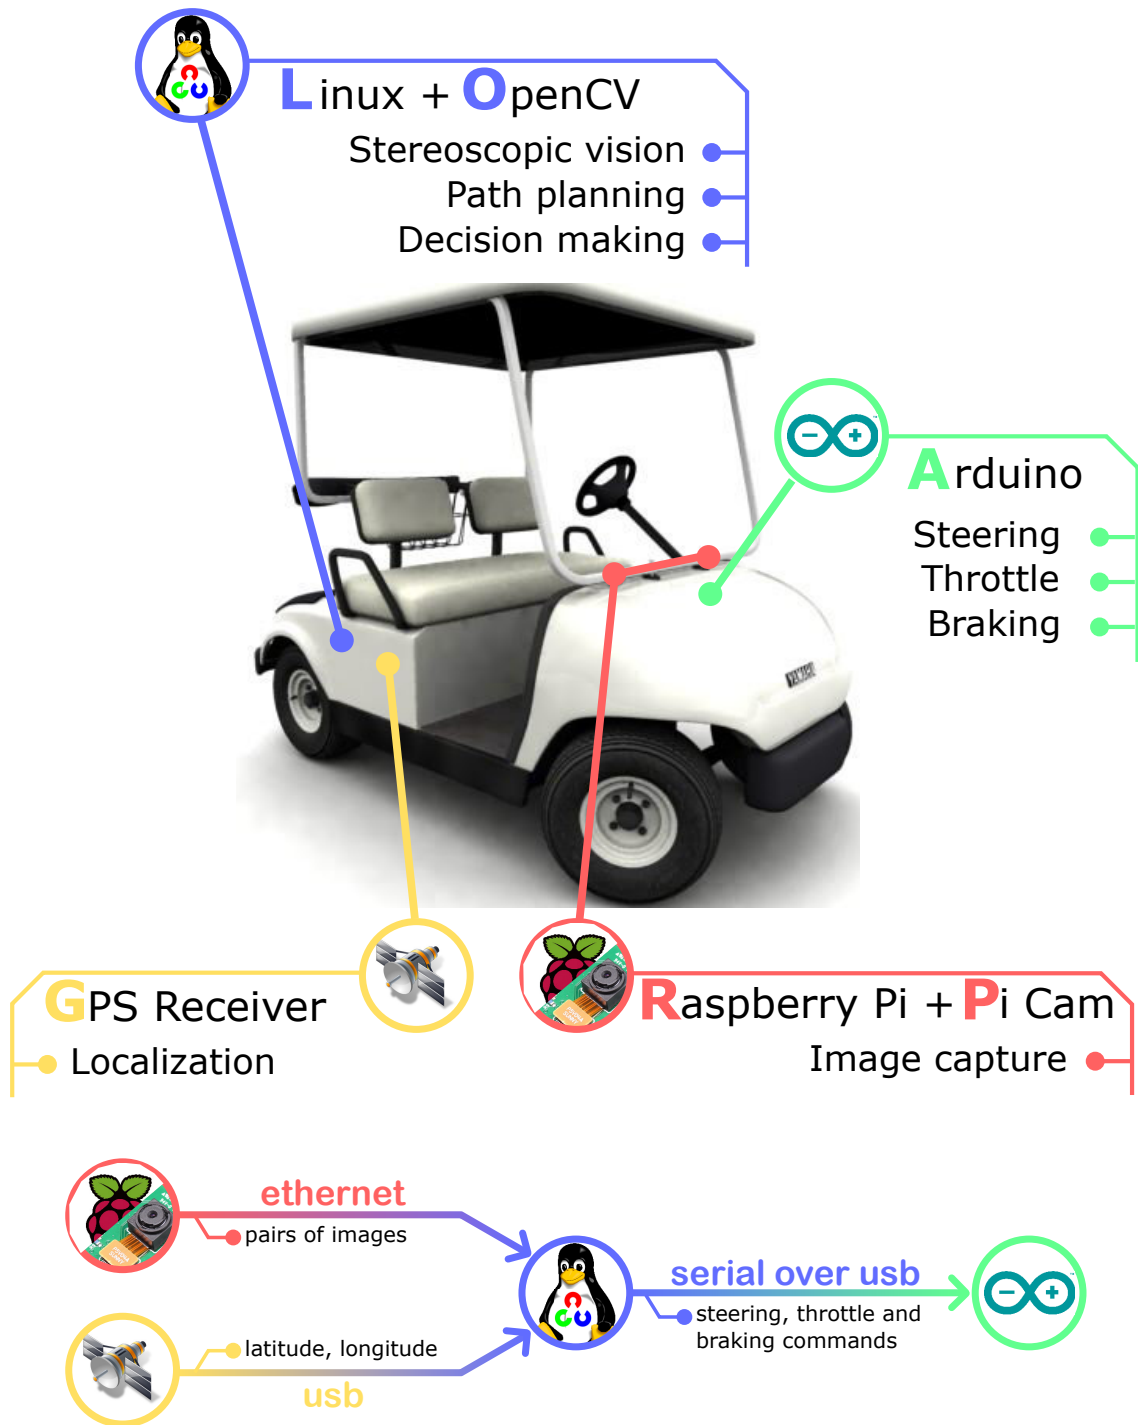 Linux + OpenCV
Stereoscopic vision
Path planning
Decision making
Arduino
Steering
Throttle
Braking
GPS Receiver
Localization
Raspberry Pi + Pi Cam
Image capture
ethernet
pairs of images
serial over usb
steering, throttle and
braking commands
latitude, longitude
usb